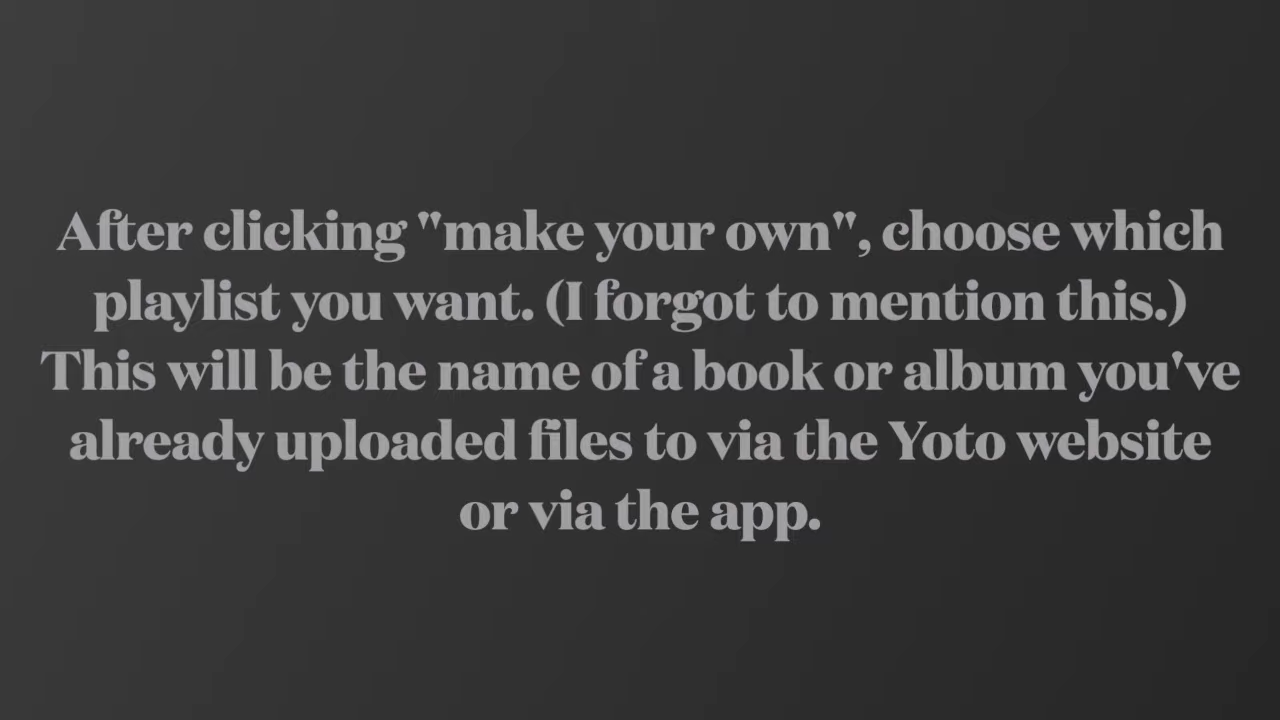 After clicking "make your own", choose which
playlist you want. (I forgot to mention this.)
This will be the name of a book or album you've
already uploaded files to via the Yoto website
or via the app.